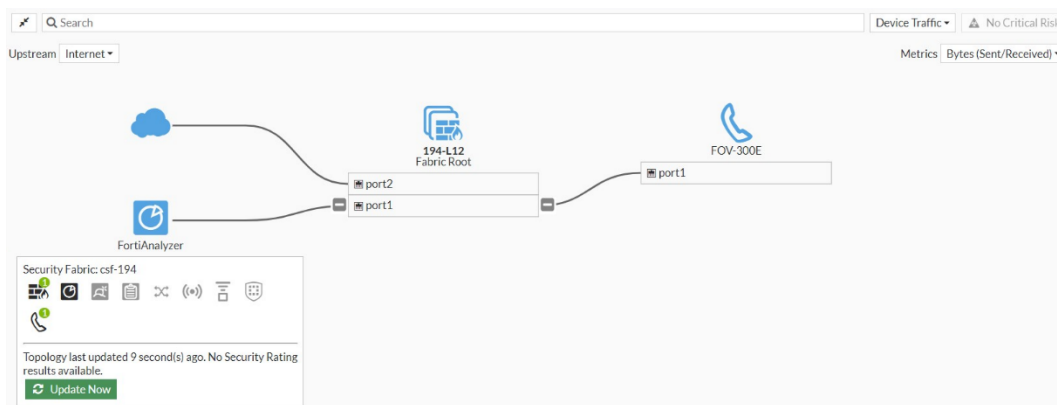 Search
Device Traffic
No Critical Risk
Upstream Internet
Metrics Bytes (Sent/Received)
194-L12
Fabric Root
port2
port1
FOV-300E
port1
FortiAnalyzer
Security Fabric: csf-194
1
1
Topology last updated 9 second(s) ago. No Security Rating
results available.
Update Now